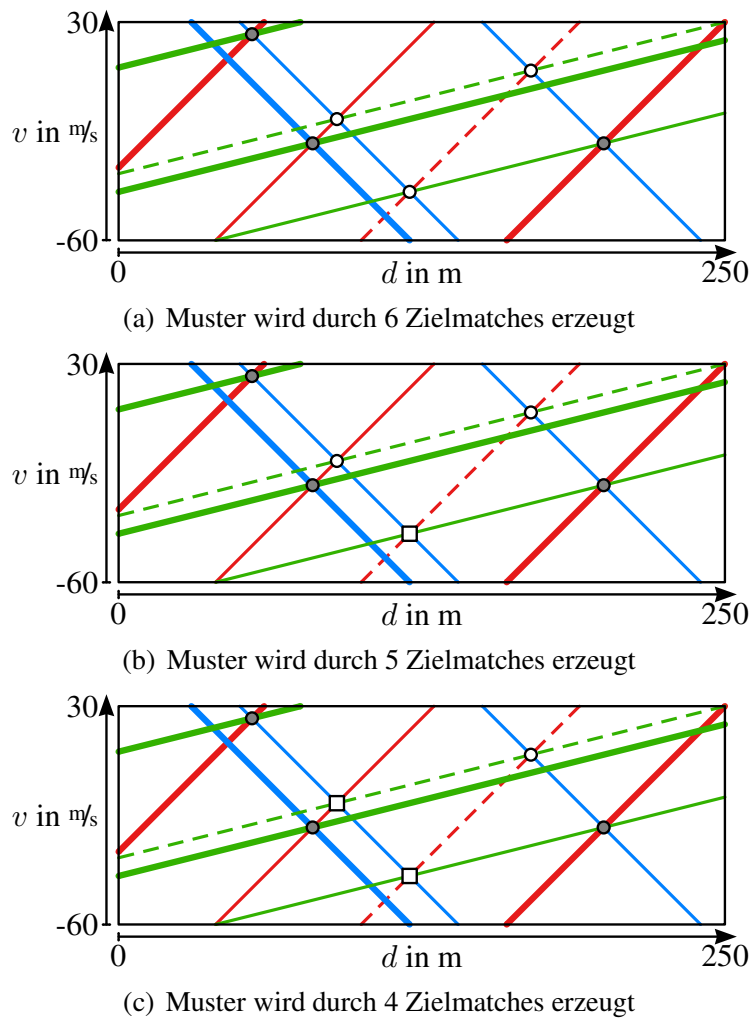 30
v in m/s
-60
0
d in m
250
(a) Muster wird durch 6 Zielmatches erzeugt
30
v in m/s
-60
0
d in m
250
(b) Muster wird durch 5 Zielmatches erzeugt
30
v in m/s
-60
0
d in m
250
(c) Muster wird durch 4 Zielmatches erzeugt